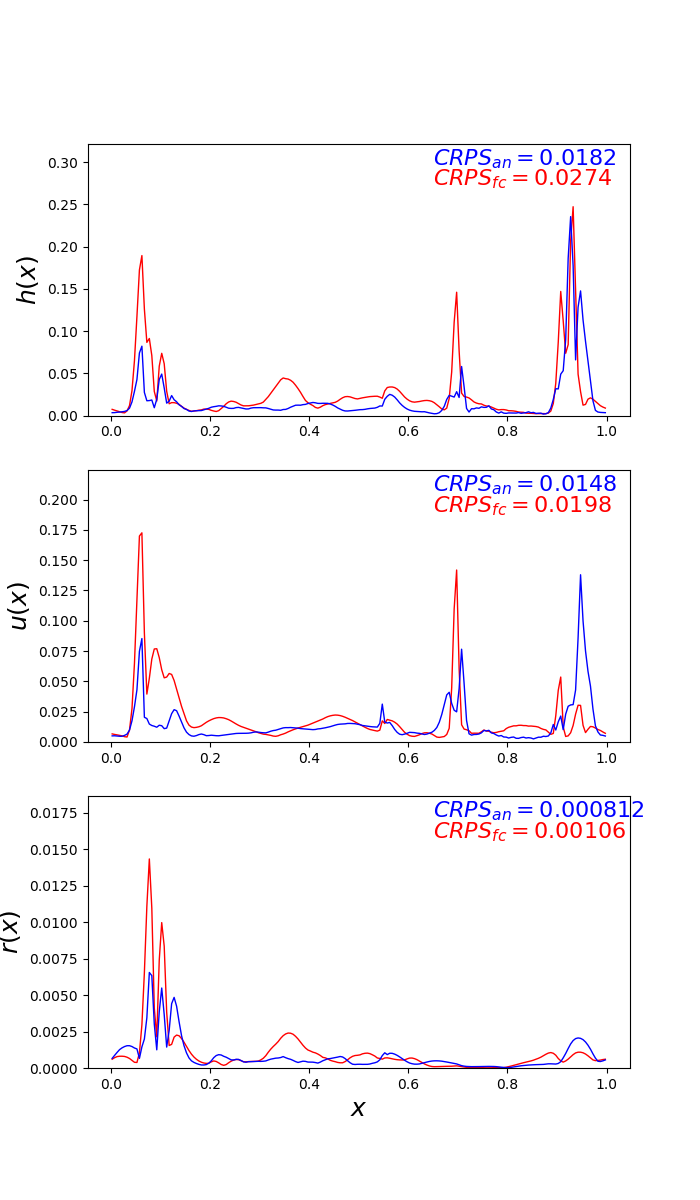 CRPS_an = 0.0182
CRPS_fc = 0.0274
0.30
0.25
0.20
0.15
0.10
0.05
0.00
h(x)
0.0 0.2 0.4 0.6 0.8 1.0
CRPS_an = 0.0148
CRPS_fc = 0.0198
0.200
0.175
0.150
0.125
0.100
0.075
0.050
0.025
0.000
u(x)
0.0 0.2 0.4 0.6 0.8 1.0
CRPS_an = 0.000812
CRPS_fc = 0.00106
0.0175
0.0150
0.0125
0.0100
0.0075
0.0050
0.0025
0.0000
r(x)
0.0 0.2 0.4 0.6 0.8 1.0
x